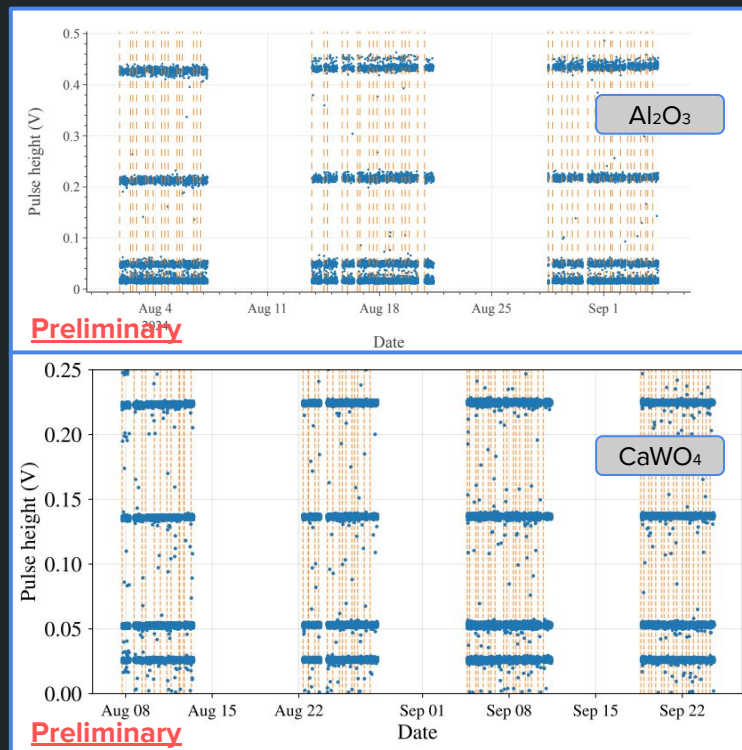 0.5
0.4
0.3
0.2
0.1
0
Pulse height (V)
Al₂O₃
Aug 4
2024
Aug 11
Aug 18
Aug 25
Sep 1
Date
Preliminary
0.25
0.20
0.15
0.10
0.05
0.00
Pulse height (V)
CaWO₄
Aug 08
Aug 15
Aug 22
Sep 01
Sep 08
Sep 15
Sep 22
Date
Preliminary